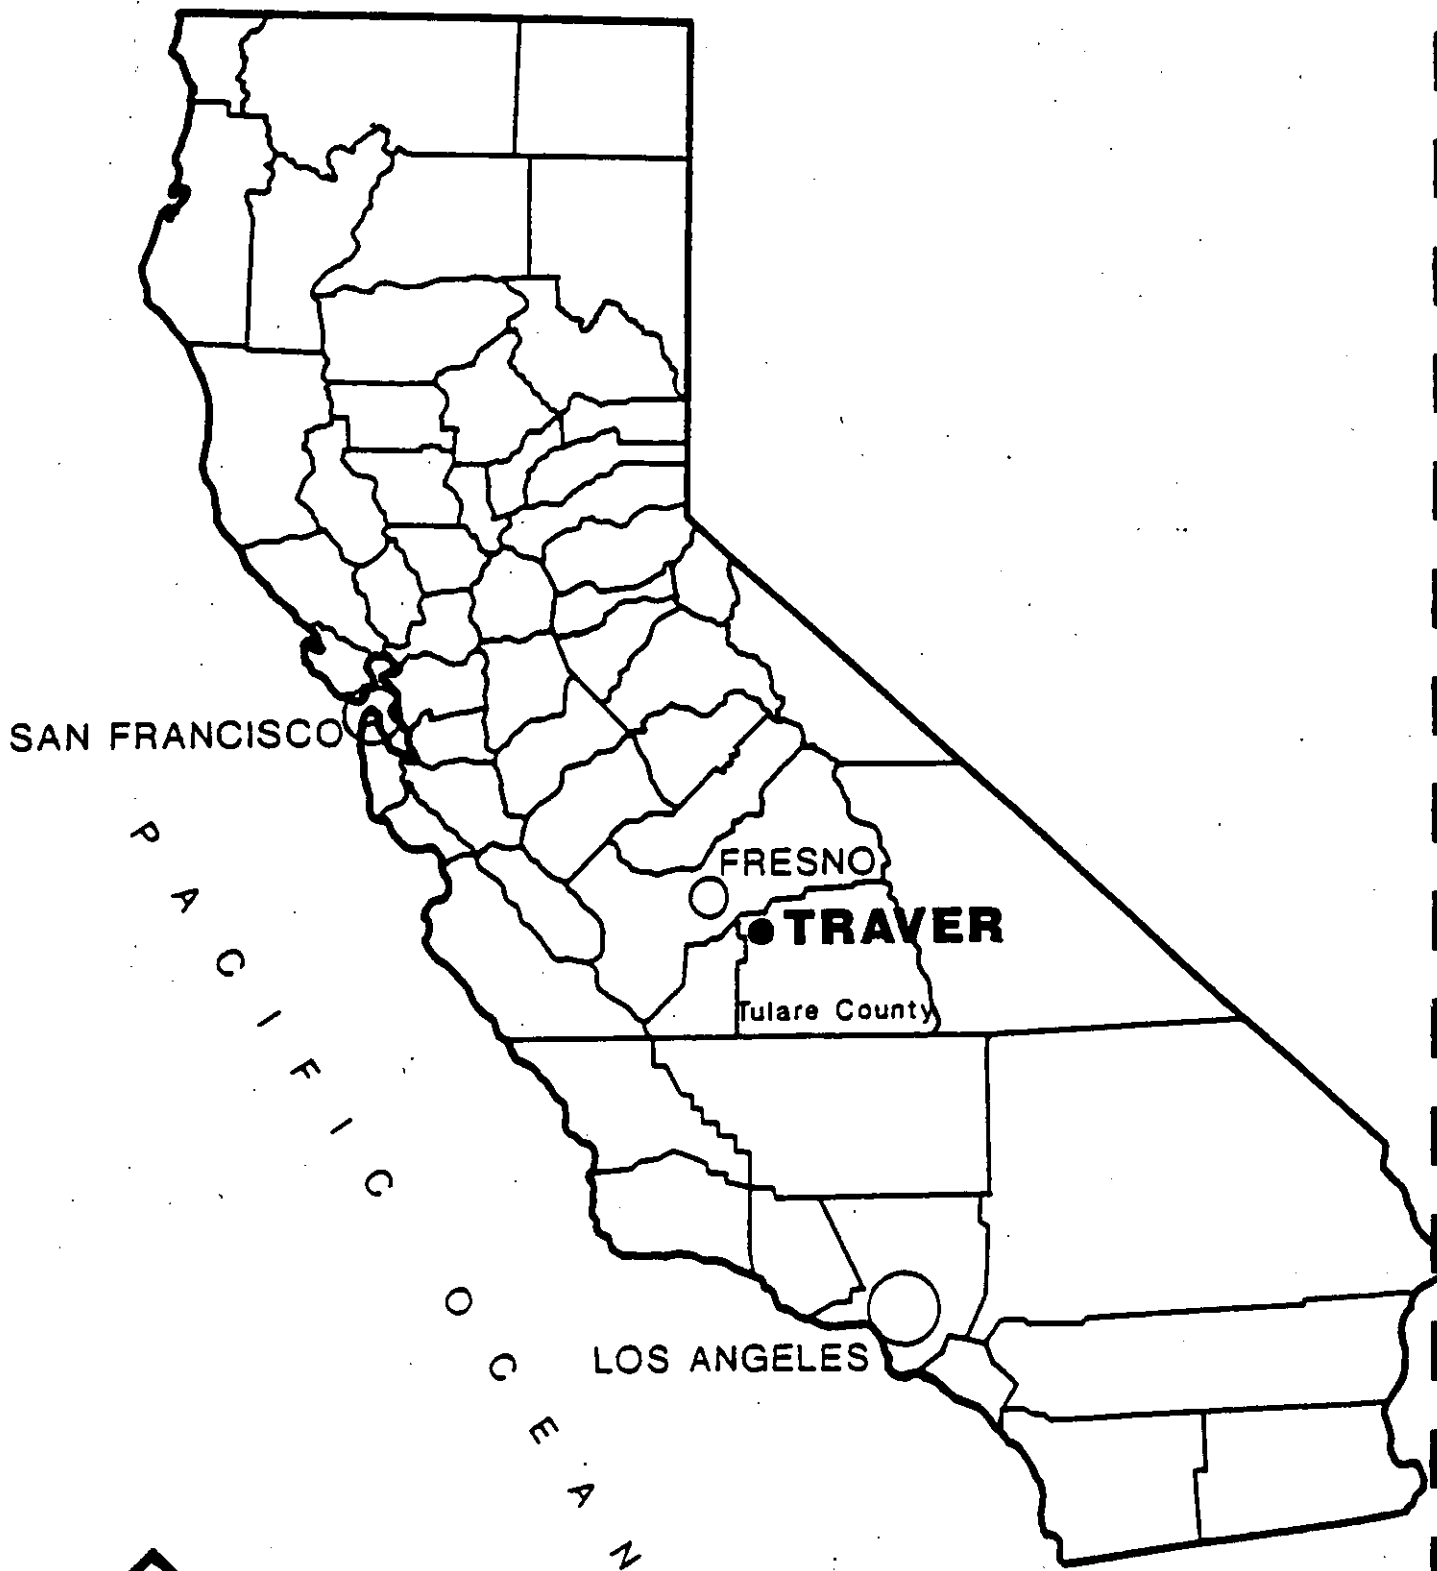 SAN FRANCISCO
FRESNO
TRAVER
Tulare County
PACIFIC OCEAN
LOS ANGELES